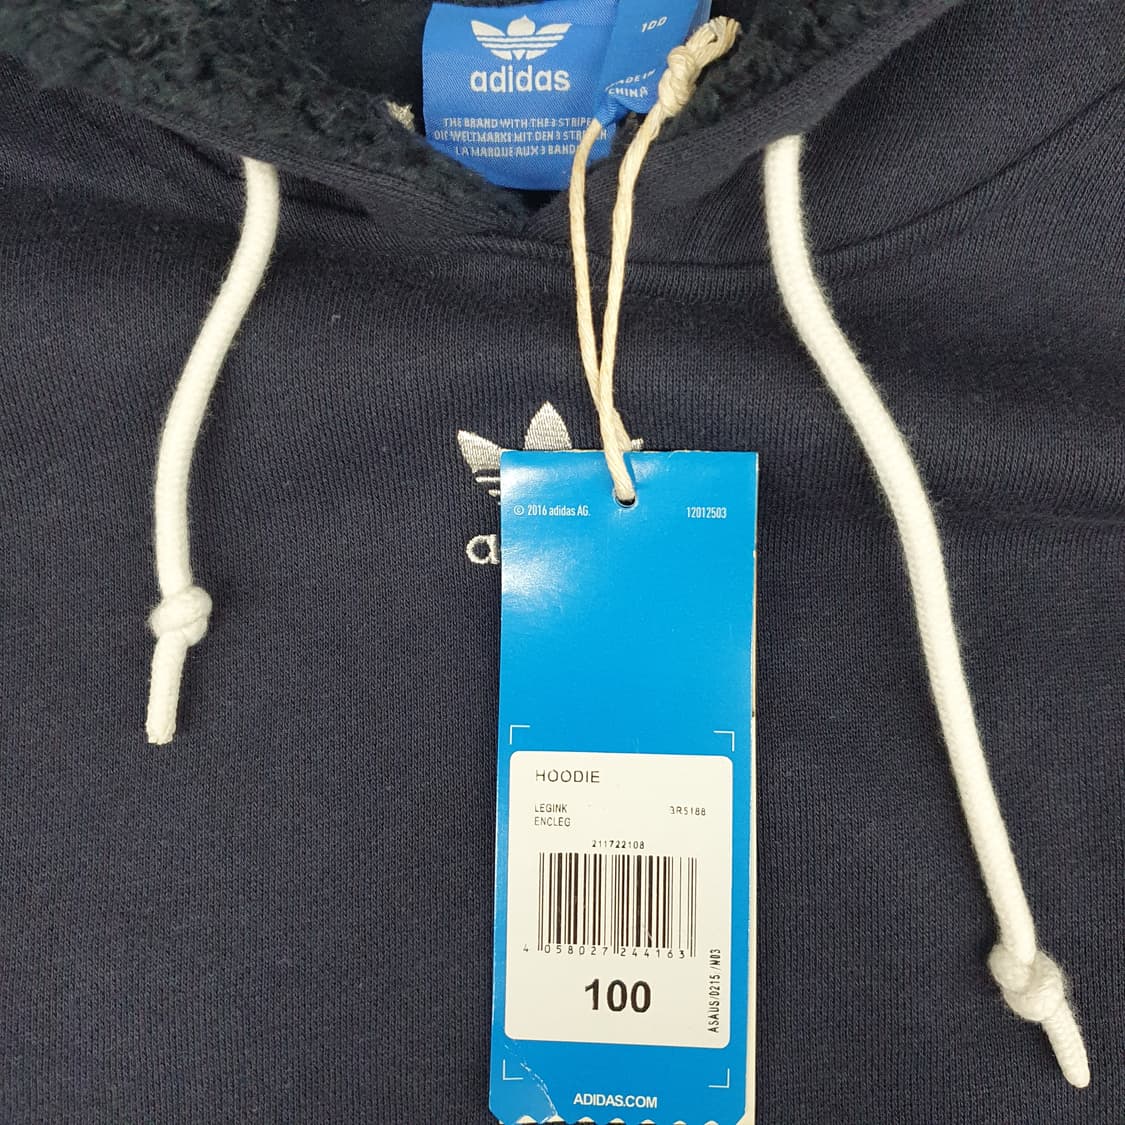 adidas
THE BRAND WITH THE 3 STRIPES
DIE WELTMARKE MIT DEN 3 STREIFEN
LA MARQUE AUX 3 BANDES
100
MADE IN
CHINA
© 2016 adidas AG.
12012503
HOODIE
LEGINK
ENCLEG
BR5188
211722108
4 058027 244163
100
ASAUS/0215 /N03
ADIDAS.COM